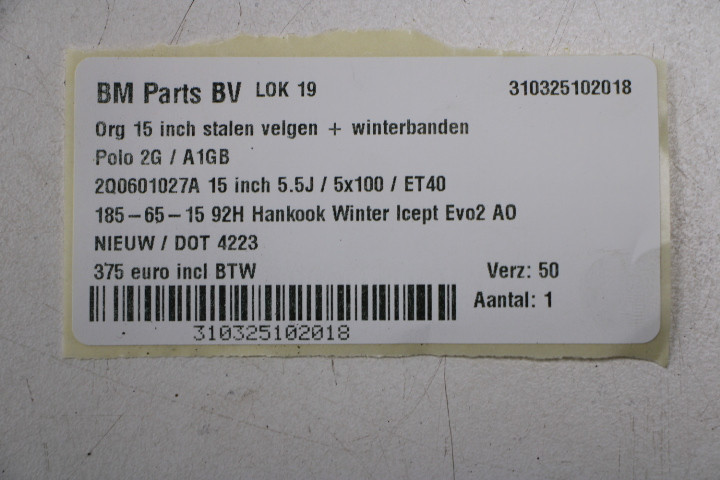 BM Parts BV LOK 19 310325102018
Org 15 inch stalen velgen + winterbanden
Polo 2G / A1GB
2Q0601027A 15 inch 5.5J / 5x100 / ET40
185-65-15 92H Hankook Winter Icept Evo2 AO
NIEUW / DOT 4223
375 euro incl BTW Verz: 50
Aantal: 1
310325102018